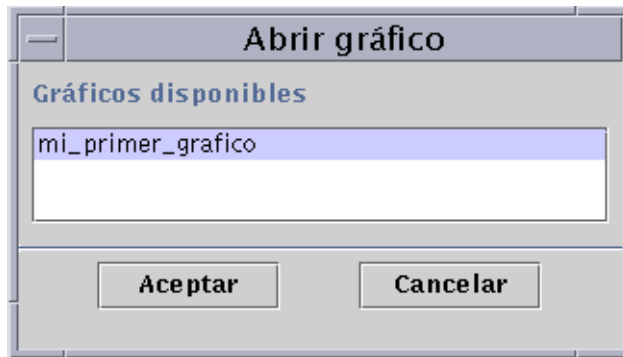 Abrir gráfico
Gráficos disponibles
mi_primer_grafico
Aceptar
Cancelar